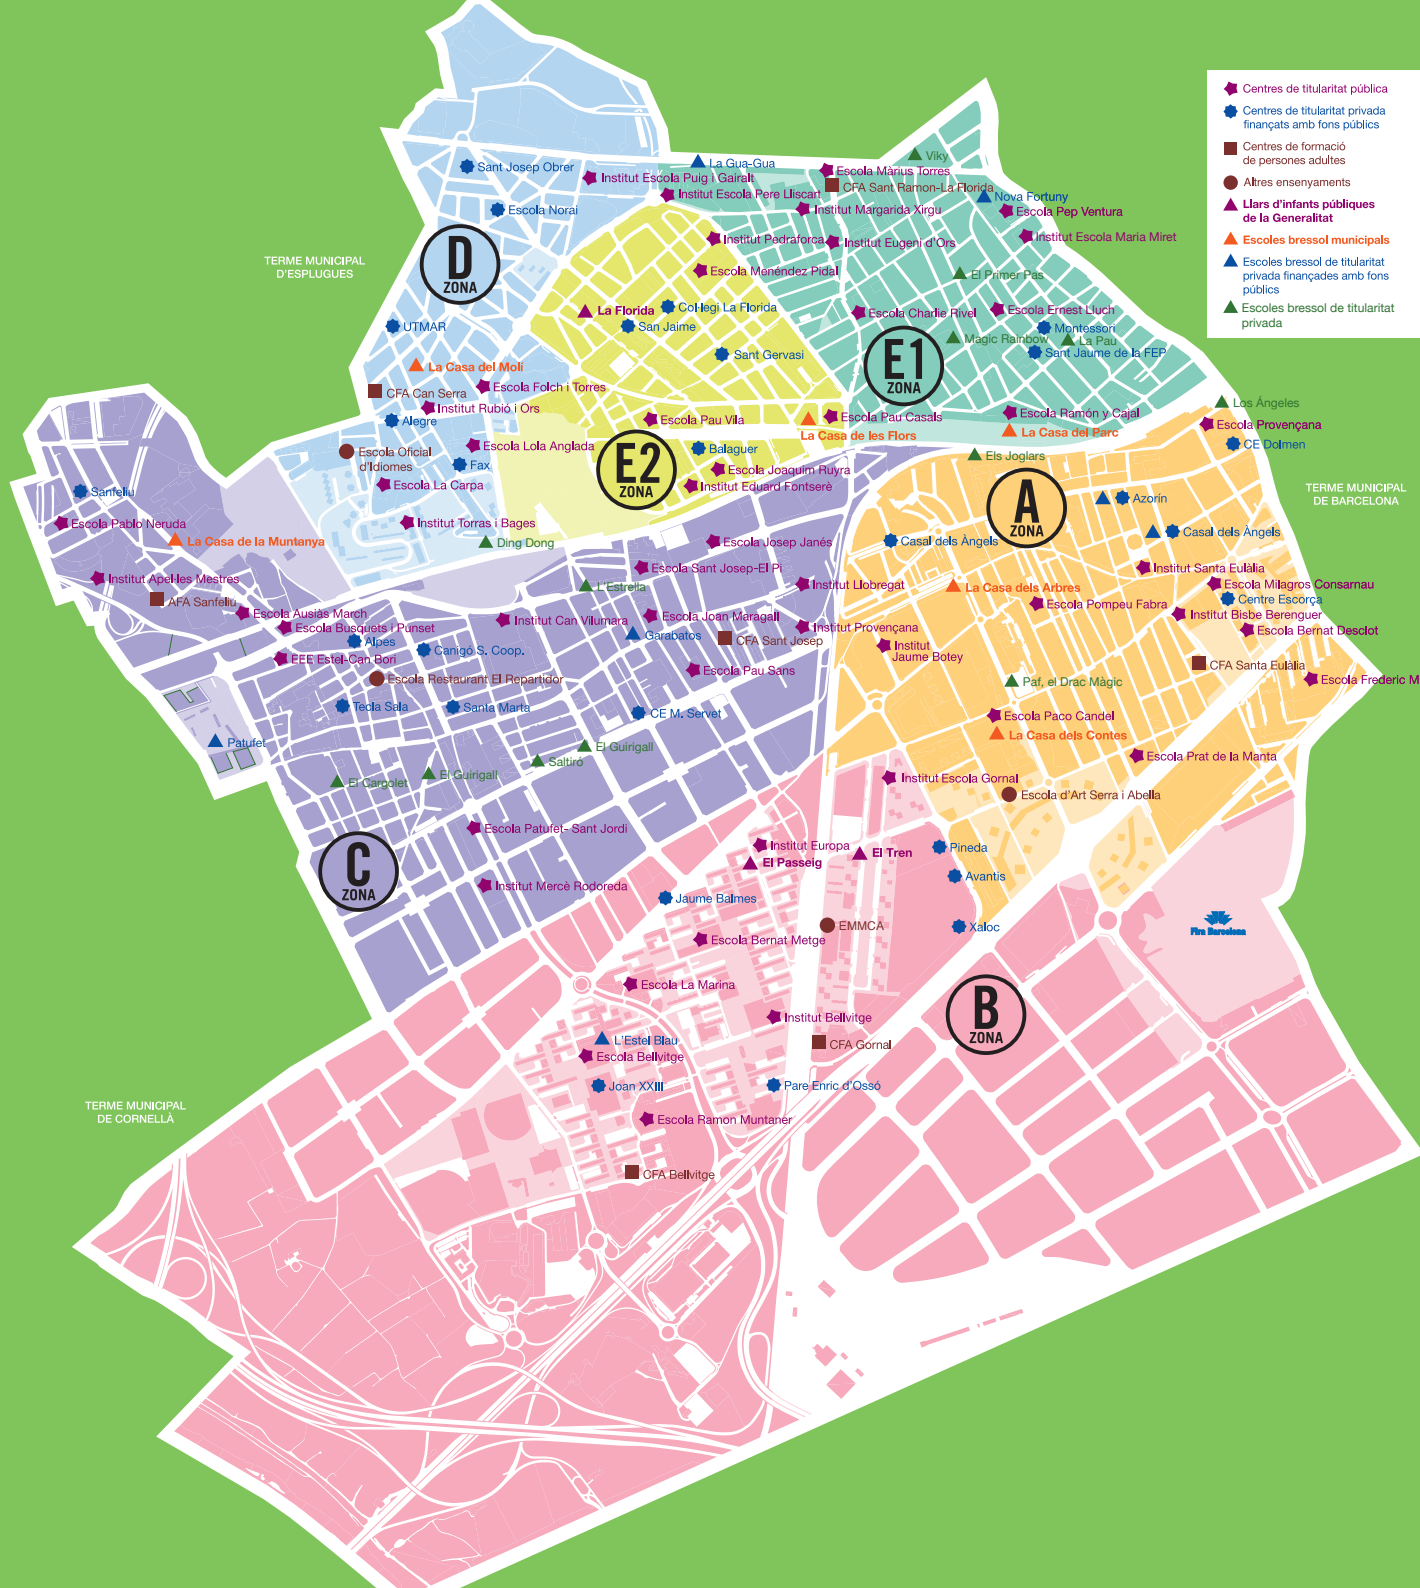 Centres de titularitat pública
Centres de titularitat privada
finançats amb fons públics
Centres de formació
de persones adultes
Altres ensenyaments
Llars d'infants públiques
de la Generalitat
Escoles bressol municipals
Escoles bressol de titularitat
privada finançades amb fons
públics
Escoles bressol de titularitat
privada
Viky
La Gua-Gua
Sant Josep Obrer
Escola Màrius Torres
Institut Escola Puig i Gairalt
CFA Sant Ramon-La Florida
Institut Escola Pere Lliscart
Nova Fortuny
Escola Norai
Institut Margarida Xirgu
Escola Pep Ventura
Institut Pedraforca
Institut Eugeni d'Ors
Institut Escola Maria Miret
D
ZONA
TERME MUNICIPAL
D'ESPLUGUES
Escola Menéndez Pidal
El Primer Pas
La Florida
Col·legi La Florida
Escola Charlie Rivel
Escola Ernest Lluch
UTMAR
San Jaime
Montessori
Màgic Rainbow
La Pau
Sant Gervasi
Sant Jaume de la FEP
E1
ZONA
La Casa del Molí
CFA Can Serra
Escola Folch i Torres
Institut Rubió i Ors
Los Ángeles
Alegre
Escola Pau Vila
Escola Pau Casals
Escola Ramón y Cajal
Escola Provençana
La Casa de les Flors
La Casa del Parc
Escola Lola Anglada
Balaguer
CE Dolmen
Escola Oficial
d'Idiomes
Fax
E2
ZONA
Els Joglars
Escola Joaquim Ruyra
Escola La Carpa
Institut Eduard Fontserè
Sanfeliu
TERME MUNICIPAL
DE BARCELONA
A
ZONA
Azorín
Escola Pablo Neruda
Institut Torras i Bages
La Casa de la Muntanya
Ding Dong
Escola Josep Janés
Casal dels Àngels
Casal dels Àngels
Institut Apel·les Mestres
Escola Sant Josep-El Pi
Institut Santa Eulàlia
L'Estrella
Institut Llobregat
La Casa dels Arbres
Escola Milagros Consarnau
AFA Sanfeliu
Escola Pompeu Fabra
Centre Escorça
Escola Ausiàs March
Institut Can Vilumara
Escola Joan Maragall
Institut Bisbe Berenguer
Escola Busquets i Punset
Garabatos
Institut Provençana
Escola Bernat Desclot
Alpes
Canigó S. Coop.
CFA Sant Josep
Institut
Jaume Botey
EEE Estel-Can Bori
Escola Pau Sans
CFA Santa Eulàlia
Escola Restaurant El Repartidor
Paf, el Drac Màgic
Escola Frederic M
Tecla Sala
Santa Marta
CE M. Servet
Escola Paco Candel
La Casa dels Contes
Patufet
El Guirigall
Escola Prat de la Manta
Saltiró
El Cargolet
El Guirigall
Institut Escola Gornal
Escola d'Art Serra i Abella
Escola Patufet- Sant Jordi
Institut Europa
El Tren
Pineda
El Passeig
C
ZONA
Avantis
Institut Mercè Rodoreda
Jaume Balmes
EMMCA
Xaloc
Fira Barcelona
Escola Bernat Metge
Escola La Marina
B
ZONA
Institut Bellvitge
L'Estel Blau
CFA Gornal
Escola Bellvitge
Joan XXIII
Pare Enric d'Ossó
TERME MUNICIPAL
DE CORNELLÀ
Escola Ramon Muntaner
CFA Bellvitge